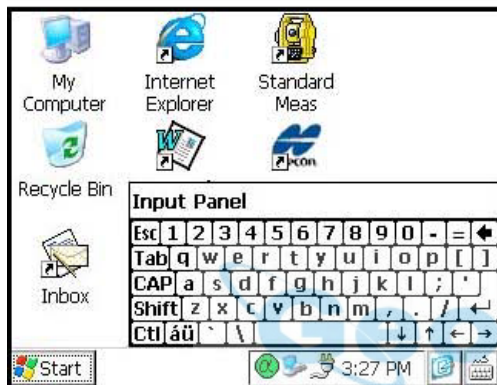 My Computer
Internet Explorer
Standard Meas
Recycle Bin
Inbox
Input Panel
Esc 1 2 3 4 5 6 7 8 9 0 - =
Tab q w e r t y u i o p [ ]
CAP a s d f g h j k l ; '
Shift z x c v b n m , . /
Ctl áü ` \
Start
3:27 PM